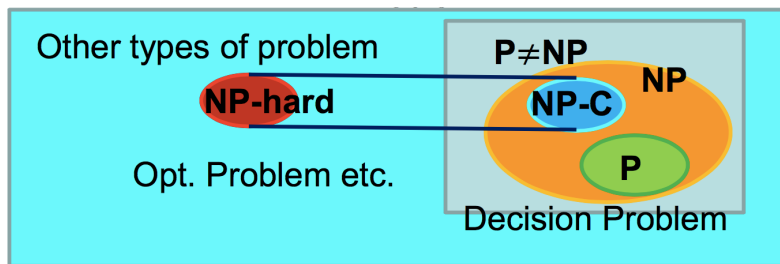 Other types of problem
P≠NP
NP
NP-hard
NP-C
P
Opt. Problem etc.
Decision Problem